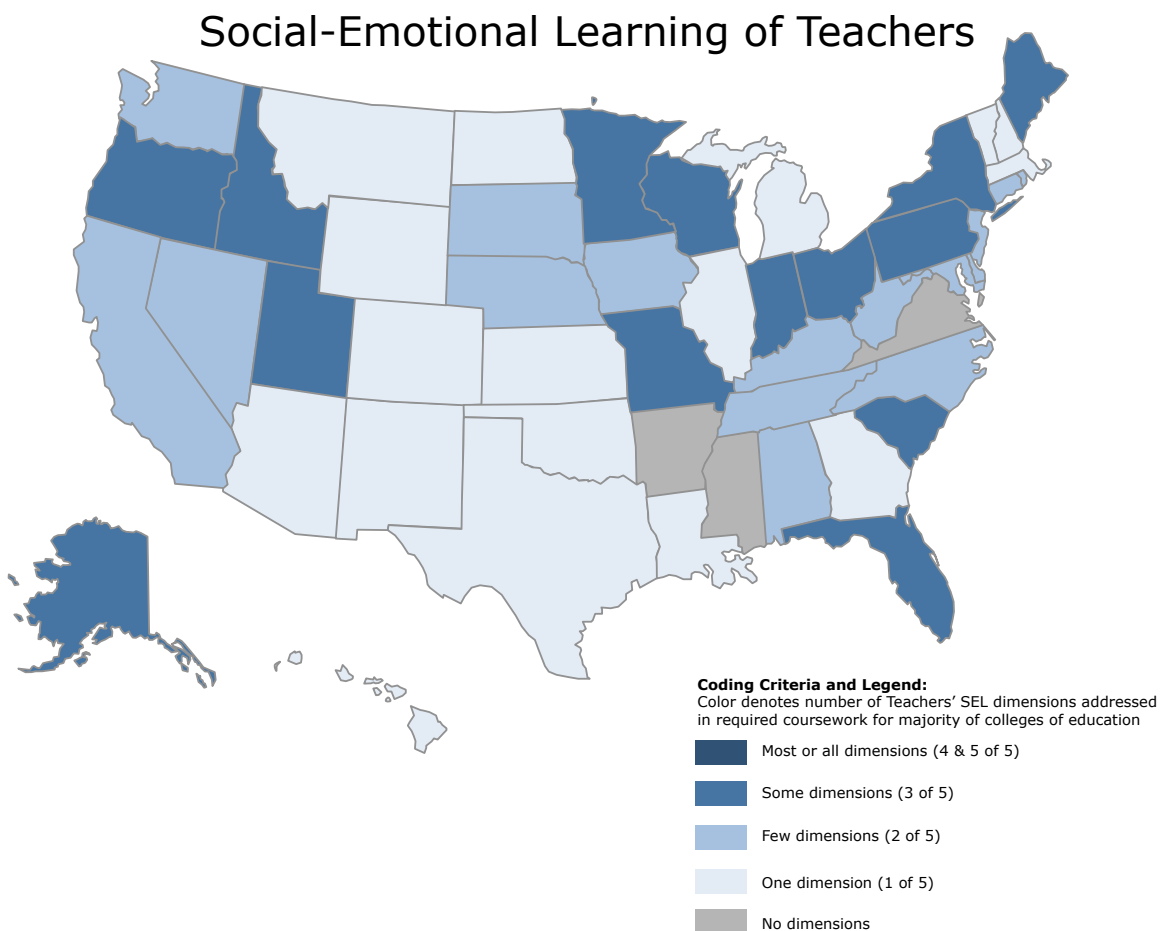 Social-Emotional Learning of Teachers
Coding Criteria and Legend:
Color denotes number of Teachers’ SEL dimensions addressed
in required coursework for majority of colleges of education
Most or all dimensions (4 & 5 of 5)
Some dimensions (3 of 5)
Few dimensions (2 of 5)
One dimension (1 of 5)
No dimensions